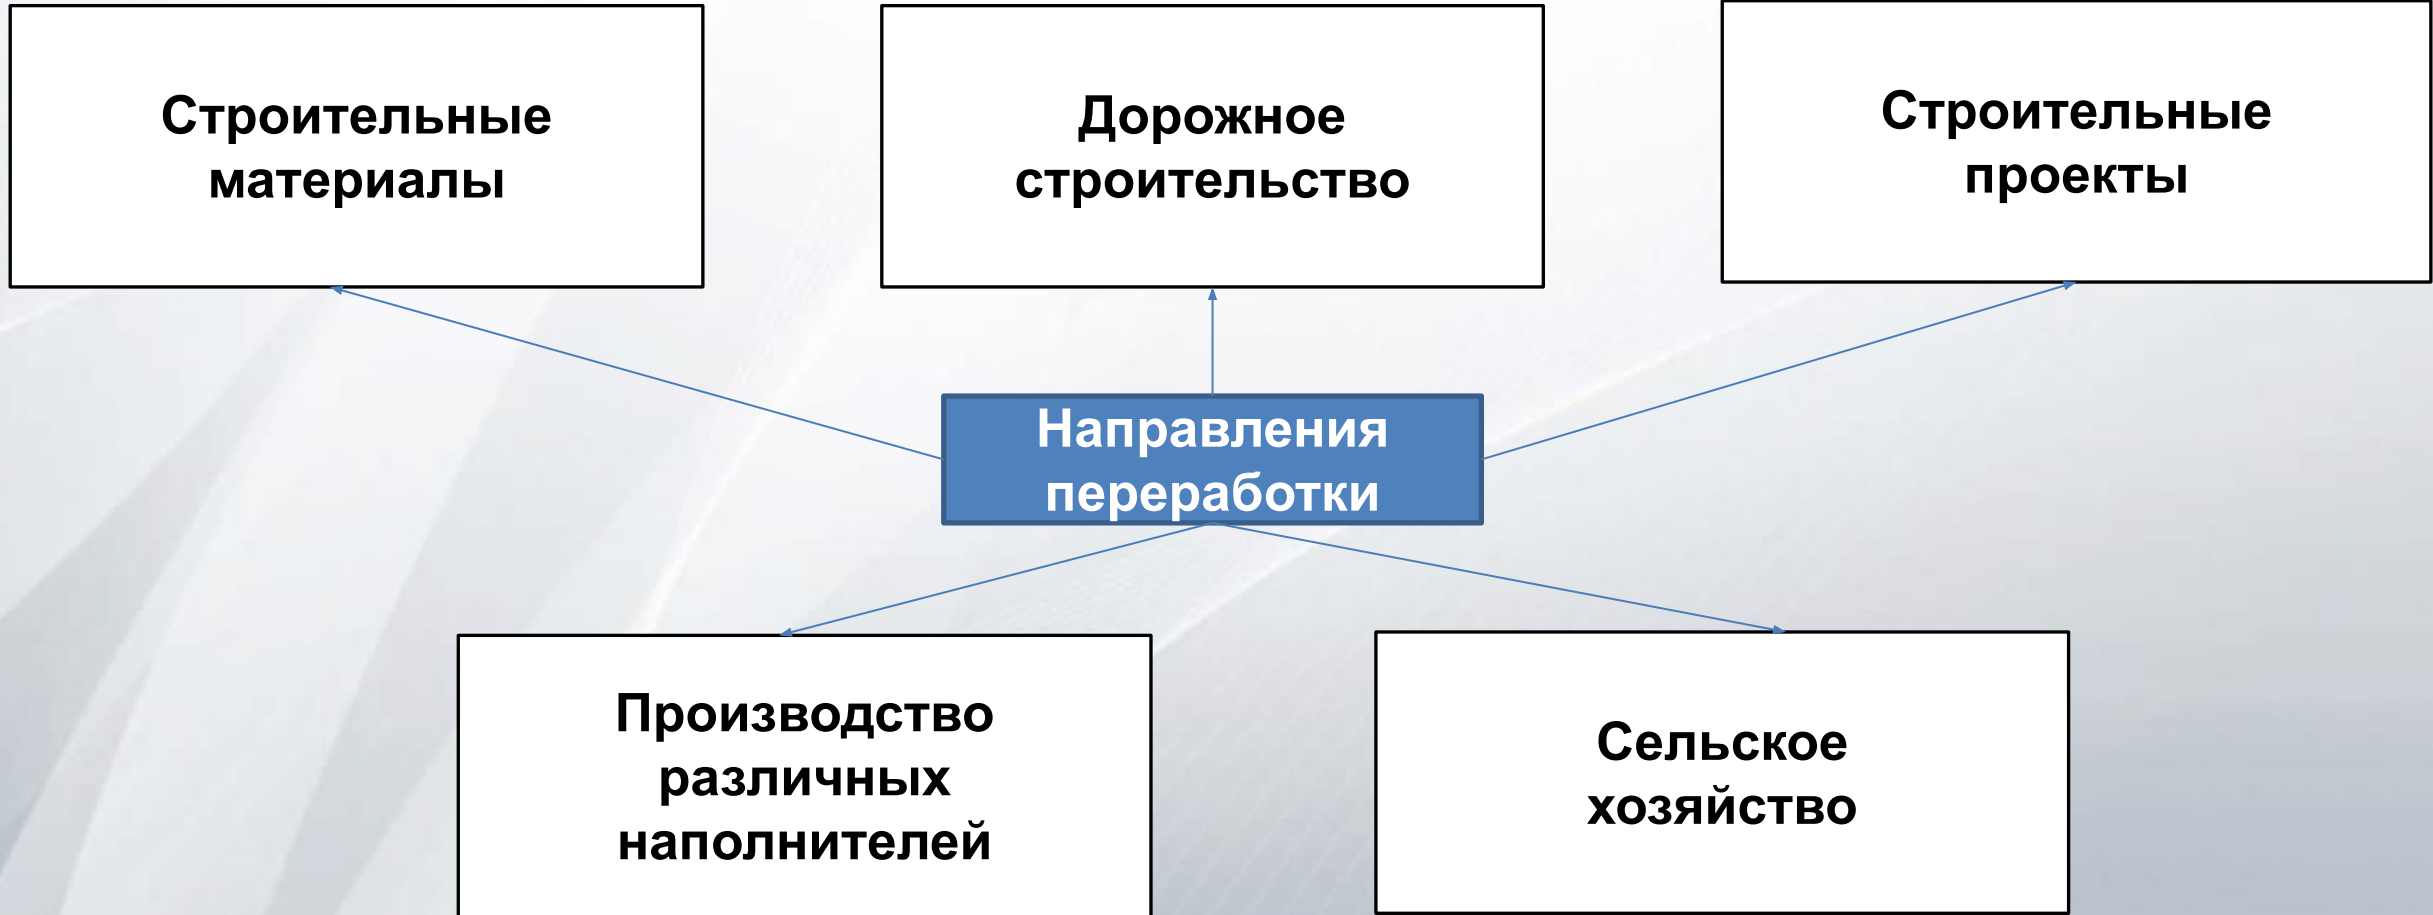 Строительные
материалы
Дорожное
строительство
Строительные
проекты
Направления
переработки
Производство
различных
наполнителей
Сельское
хозяйство